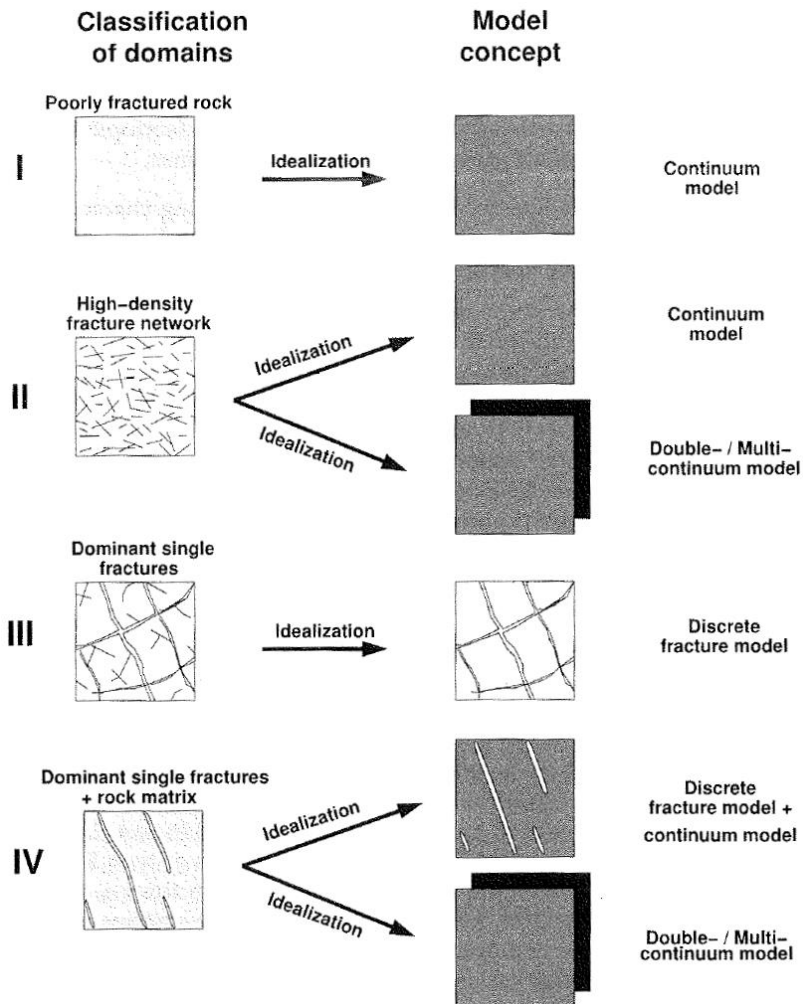 Classification
of domains
Model
concept
Poorly fractured rock
I
Idealization
Continuum
model
High-density
fracture network
II
Idealization
Continuum
model
Idealization
Double- / Multi-
continuum model
Dominant single
fractures
III
Idealization
Discrete
fracture model
Dominant single fractures
+ rock matrix
IV
Idealization
Discrete
fracture model +
continuum model
Idealization
Double- / Multi-
continuum model